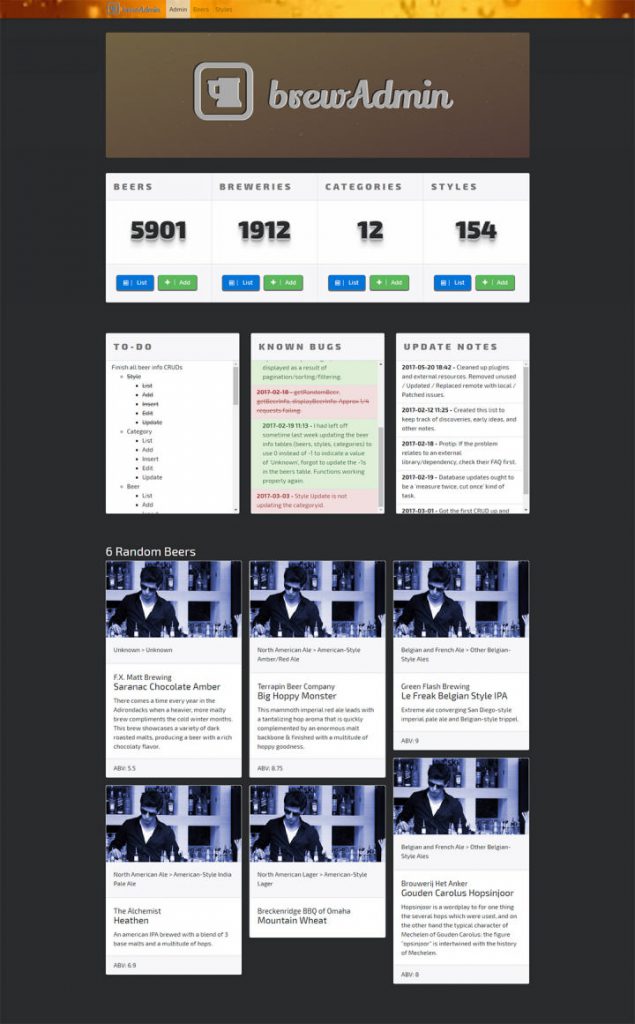 brewAdmin Admin Beers Styles
brewAdmin
BEERS BREWERIES CATEGORIES STYLES
5901 1912 12 154
List Add List Add List Add List Add
TO-DO
Finish all beer info CRUDs
Style
List
Add
Insert
Edit
Update
Category
List
Add
Insert
Edit
Update
Beer
List
Add
KNOWN BUGS
displayed as a result of
pagination/sorting/filtering.
2017-02-18 - getRandomBeer,
getBeerInfo, displayBeerInfo: Approx 1/4
requests failing.
2017-02-19 11:13 - I had left off
sometime last week updating the beer
info tables (beers, styles, categories) to
use 0 instead of -1 to indicate a value
of 'Unknown', forgot to update the -1s
in the beers table. Functions working
properly again.
2017-03-03 - Style Update is not
updating the categoryid.
UPDATE NOTES
2017-05-20 18:42 - Cleaned up plugins
and external resources. Removed unused
/ Updated / Replaced remote with local /
Patched issues.
2017-02-12 11:25 - Created this list to
keep track of discoveries, early ideas, and
other notes.
2017-02-18 - Protip: If the problem
relates to an external
library/dependency, check their FAQ first.
2017-02-19 - Database updates ought to
be a 'measure twice, cut once' kind of
task.
2017-03-01 - Got the first CRUD up and
6 Random Beers
Unknown > Unknown
F.X. Matt Brewing
Saranac Chocolate Amber
There comes a time every year in the
Adirondacks when a heavier, more malty
brew compliments the cold winter months.
This brew showcases a variety of dark
roasted malts, producing a beer with a rich
chocolaty flavor.
ABV: 5.5
North American Ale > American-Style
Amber/Red Ale
Terrapin Beer Company
Big Hoppy Monster
This mammoth imperial red ale leads with
a tantalizing hop aroma that is quickly
complemented by an enormous malt
backbone & finished with a multitude of
hoppy goodness.
ABV: 8.75
Belgian and French Ale > Other Belgian-
Style Ales
Green Flash Brewing
Le Freak Belgian Style IPA
Extreme ale converging San Diego-style
imperial pale ale and Belgian-style trippel.
ABV: 9
North American Ale > American-Style India
Pale Ale
The Alchemist
Heathen
An american IPA brewed with a blend of 3
base malts and a multitude of hops.
ABV: 6.9
North American Lager > American-Style
Lager
Breckenridge BBQ of Omaha
Mountain Wheat
Belgian and French Ale > Other Belgian-
Style Ales
Brouwerij Het Anker
Gouden Carolus Hopsinjoor
Hopsinjoor is a wordplay to for one thing
the several hops which were used, and on
the other hand the typical character of
Mechelen of Gouden Carolus: the figure
"opsinjoor" is intertwined with the history
of Mechelen.
ABV: 8